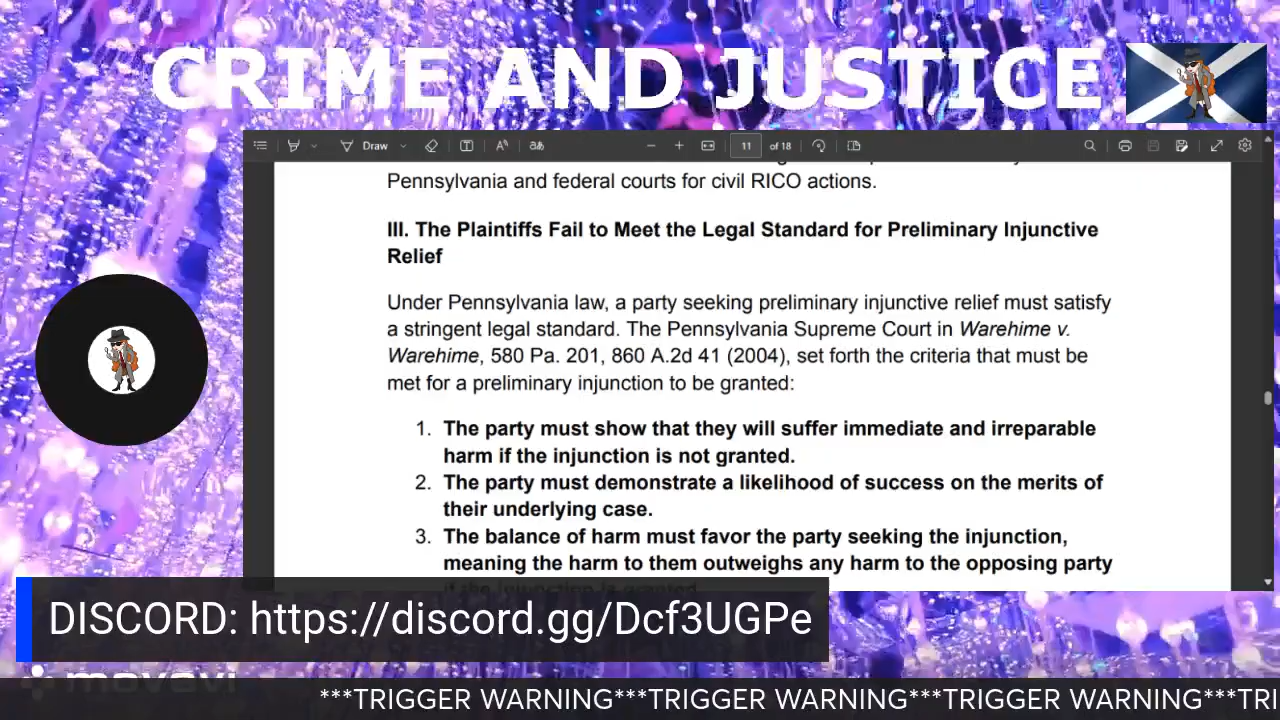 CRIME AND JUSTICE
Draw
11 of 18
Pennsylvania and federal courts for civil RICO actions.
III. The Plaintiffs Fail to Meet the Legal Standard for Preliminary Injunctive
Relief
Under Pennsylvania law, a party seeking preliminary injunctive relief must satisfy
a stringent legal standard. The Pennsylvania Supreme Court in Warehime v.
Warehime, 580 Pa. 201, 860 A.2d 41 (2004), set forth the criteria that must be
met for a preliminary injunction to be granted:
1. The party must show that they will suffer immediate and irreparable
harm if the injunction is not granted.
2. The party must demonstrate a likelihood of success on the merits of
their underlying case.
3. The balance of harm must favor the party seeking the injunction,
meaning the harm to them outweighs any harm to the opposing party
if the injunction is granted
DISCORD: https://discord.gg/Dcf3UGPe
movavi
***TRIGGER WARNING***TRIGGER WARNING***TRIGGER WARNING***TRI